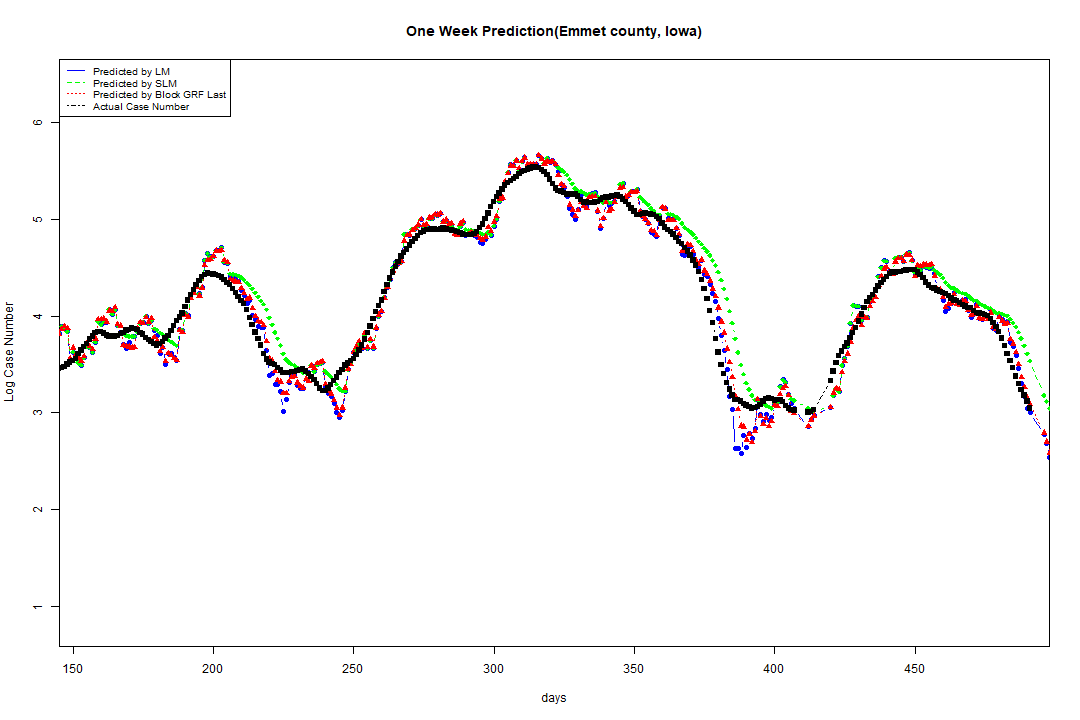 One Week Prediction(Emmet county, Iowa)
Predicted by LM
Predicted by SLM
Predicted by Block GRF Last
Actual Case Number
Log Case Number
6
5
4
3
2
1
150 200 250 300 350 400 450
days